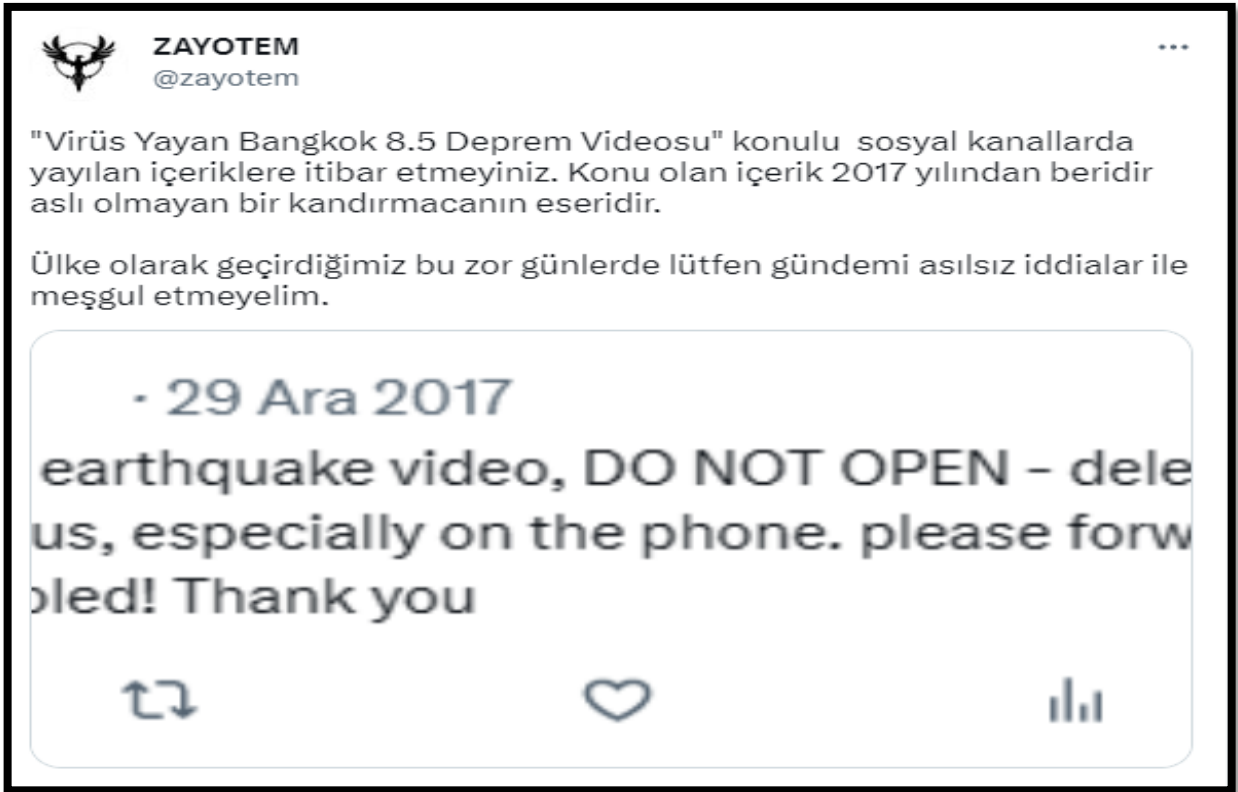 ZAYOTEM
@zayotem
"Virüs Yayan Bangkok 8.5 Deprem Videosu" konulu sosyal kanallarda
yayılan içeriklere itibar etmeyiniz. Konu olan içerik 2017 yılından beridir
aslı olmayan bir kandırmacanın eseridir.
Ülke olarak geçirdiğimiz bu zor günlerde lütfen gündemi asılsız iddialar ile
meşgul etmeyelim.
· 29 Ara 2017
earthquake video, DO NOT OPEN - dele
us, especially on the phone. please forw
led! Thank you